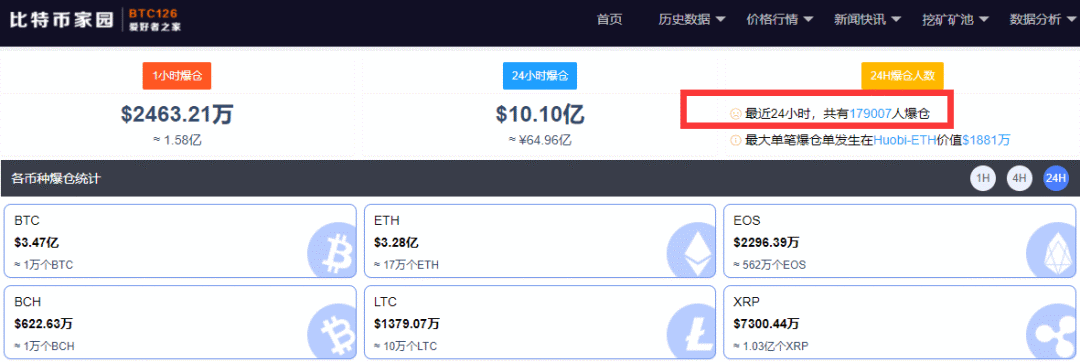 比特币家园 BTC126 爱好者之家 首页 历史数据 价格行情 新闻快讯 挖矿矿池 数据分析
1小时爆仓 24小时爆仓 24H爆仓人数
$2463.21万 $10.10亿 最近24小时，共有179007人爆仓
≈ 1.58亿 ≈ ¥64.96亿 最大单笔爆仓单发生在Huobi-ETH价值$1881万
各币种爆仓统计 1H 4H 24H
BTC ETH EOS
$3.47亿 $3.28亿 $2296.39万
≈ 1万个BTC ≈ 17万个ETH ≈ 562万个EOS
BCH LTC XRP
$622.63万 $1379.07万 $7300.44万
≈ 1万个BCH ≈ 10万个LTC ≈ 1.03亿个XRP